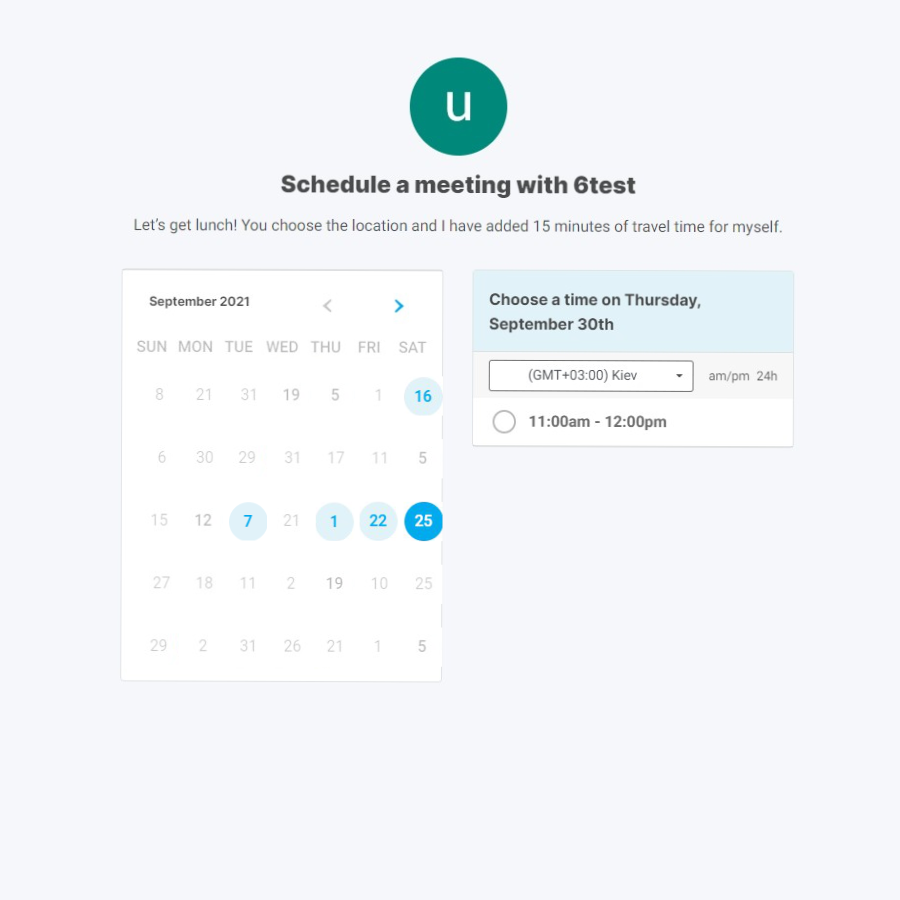 u
Schedule a meeting with 6test
Let's get lunch! You choose the location and I have added 15 minutes of travel time for myself.
September 2021
SUN MON TUE WED THU FRI SAT
8 21 31 19 5 1 16
6 30 29 31 17 11 5
15 12 7 21 1 22 25
27 18 11 2 19 10 25
29 2 31 26 21 1 5
Choose a time on Thursday,
September 30th
(GMT+03:00) Kiev am/pm 24h
11:00am - 12:00pm